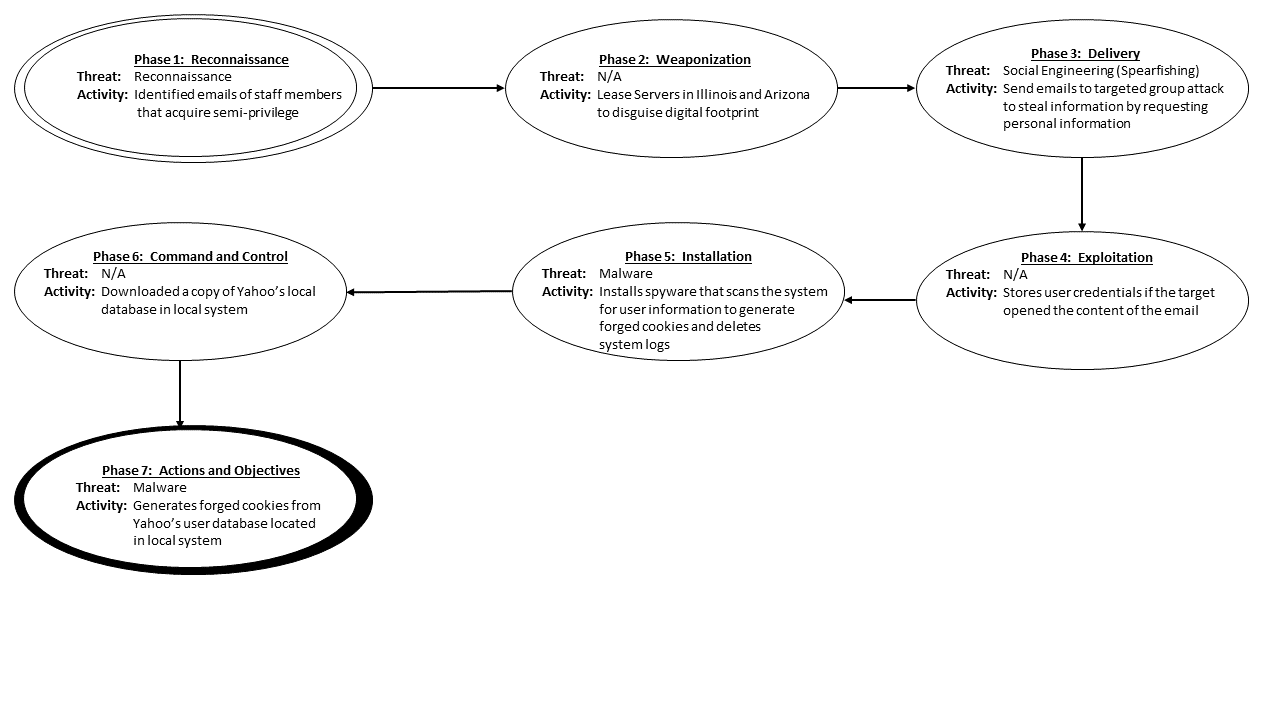 Phase 1:  Reconnaissance
Threat:   Reconnaissance
Activity:  Identified emails of staff members
that acquire semi-privilege
Phase 2:  Weaponization
Threat:   N/A
Activity:  Lease Servers in Illinois and Arizona
to disguise digital footprint
Phase 3:  Delivery
Threat:   Social Engineering (Spearfishing)
Activity:  Send emails to targeted group attack
to steal information by requesting
personal information
Phase 4:  Exploitation
Threat:   N/A
Activity:  Stores user credentials if the target
opened the content of the email
Phase 5:  Installation
Threat:   Malware
Activity:  Installs spyware that scans the system
for user information to generate
forged cookies and deletes
system logs
Phase 6:  Command and Control
Threat:   N/A
Activity:  Downloaded a copy of Yahoo’s local
database in local system
Phase 7:  Actions and Objectives
Threat:   Malware
Activity:  Generates forged cookies from
Yahoo’s user database located
in local system